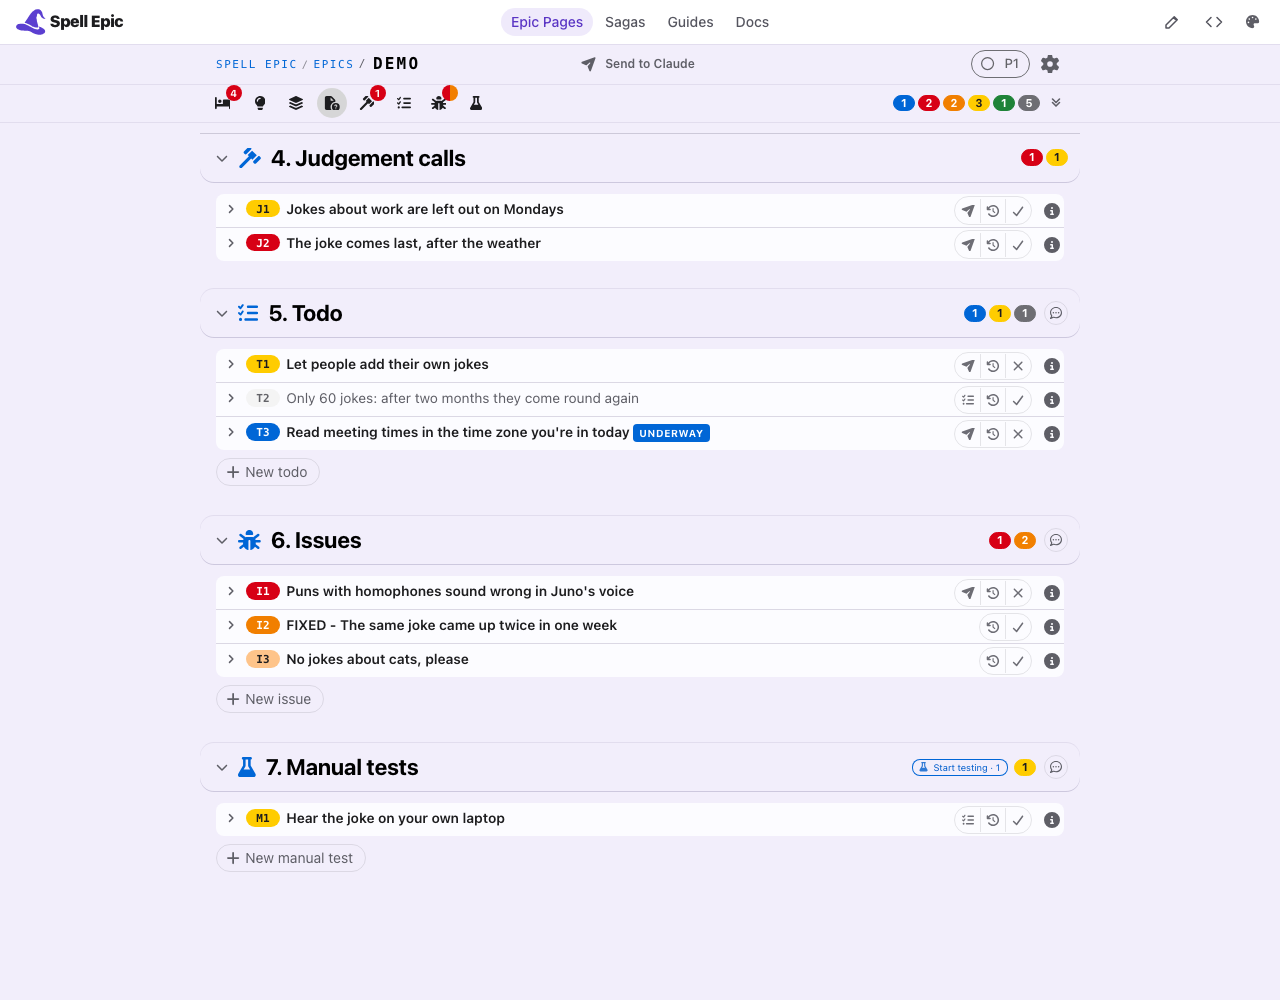 Spell Epic
Epic Pages Sagas Guides Docs
SPELL EPIC / EPICS / DEMO
Send to Claude
P1
4 1
1 2 2 3 1 5
4. Judgement calls 1 1
J1 Jokes about work are left out on Mondays
J2 The joke comes last, after the weather
5. Todo 1 1 1
T1 Let people add their own jokes
T2 Only 60 jokes: after two months they come round again
T3 Read meeting times in the time zone you're in today UNDERWAY
New todo
6. Issues 1 2
I1 Puns with homophones sound wrong in Juno's voice
I2 FIXED - The same joke came up twice in one week
I3 No jokes about cats, please
New issue
7. Manual tests Start testing · 1 1
M1 Hear the joke on your own laptop
New manual test